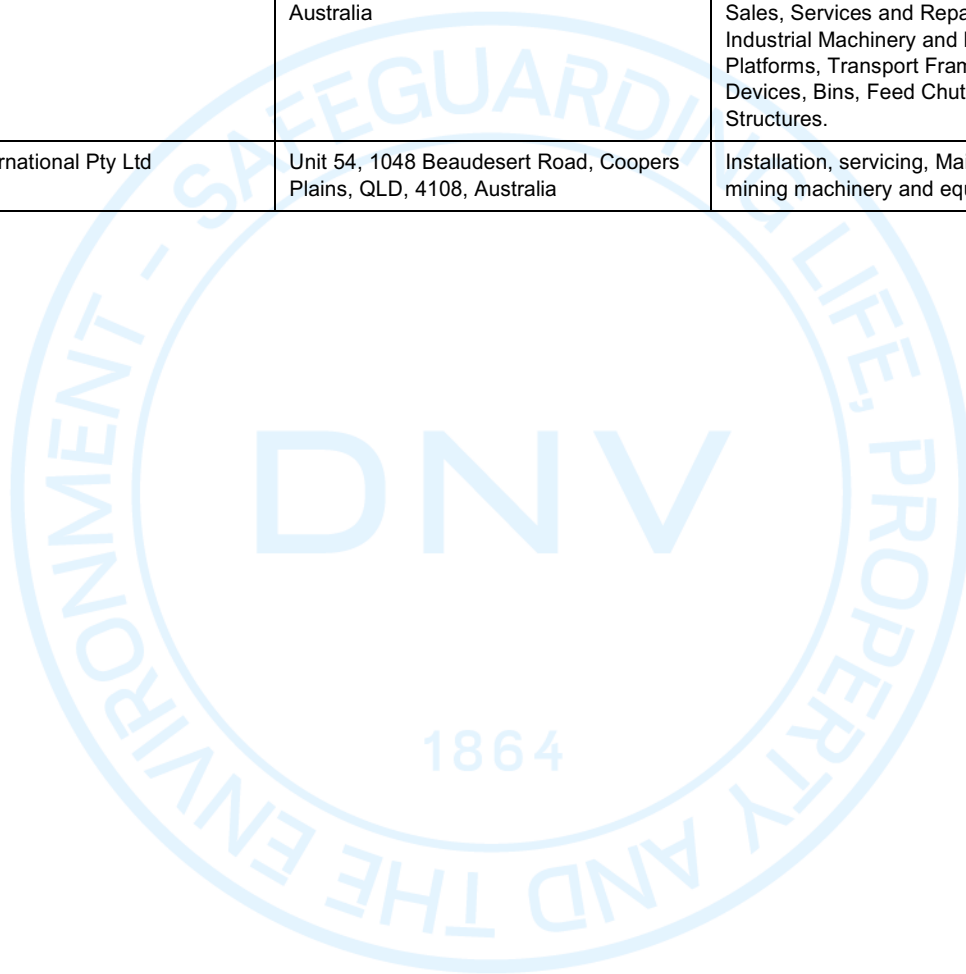 Australia
Sales, Services and Repa
Industrial Machinery and
Platforms, Transport Fram
Devices, Bins, Feed Chut
Structures.
rnational Pty Ltd
Unit 54, 1048 Beaudesert Road, Coopers
Plains, QLD, 4108, Australia
Installation, servicing, Ma
mining machinery and equ
SAFEGUARDING LIFE, PROPERTY AND THE ENVIRONMENT -
DNV
1864